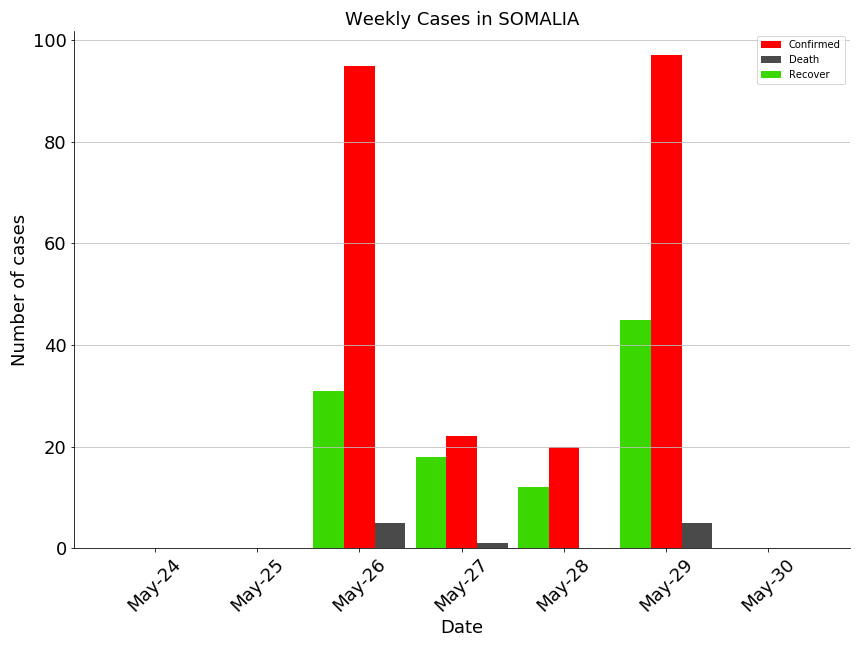 Weekly Cases in SOMALIA
Confirmed
Death
Recover
100
80
60
40
20
0
Number of cases
May-24
May-25
May-26
May-27
May-28
May-29
May-30
Date